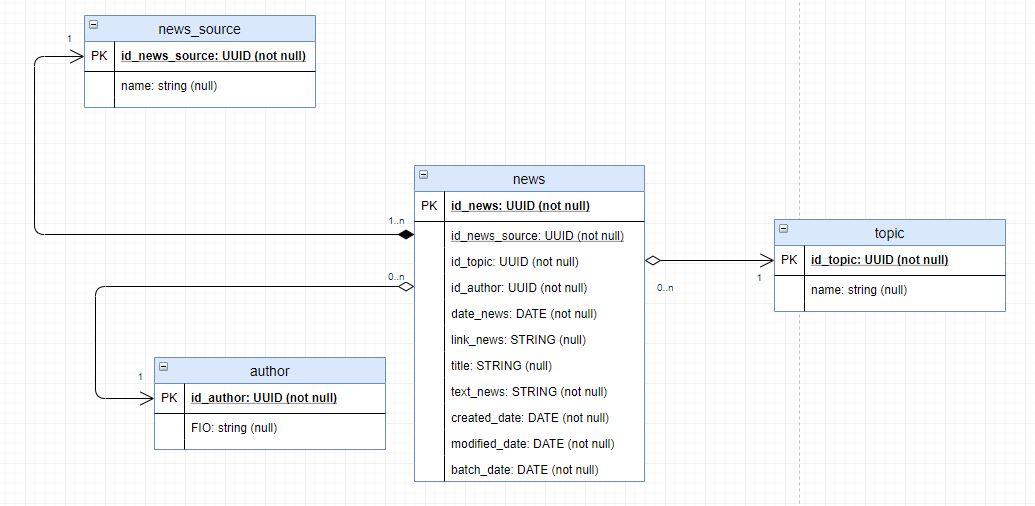 news_source
1
PK id_news_source: UUID (not null)
name: string (null)
news
PK id_news: UUID (not null)
1..n
id_news_source: UUID (not null)
id_topic: UUID (not null)
0..n
id_author: UUID (not null)
date_news: DATE (not null)
link_news: STRING (null)
title: STRING (null)
text_news: STRING (not null)
created_date: DATE (not null)
modified_date: DATE (not null)
batch_date: DATE (not null)
topic
PK id_topic: UUID (not null)
1
0..n
name: string (null)
author
1
PK id_author: UUID (not null)
FIO: string (null)